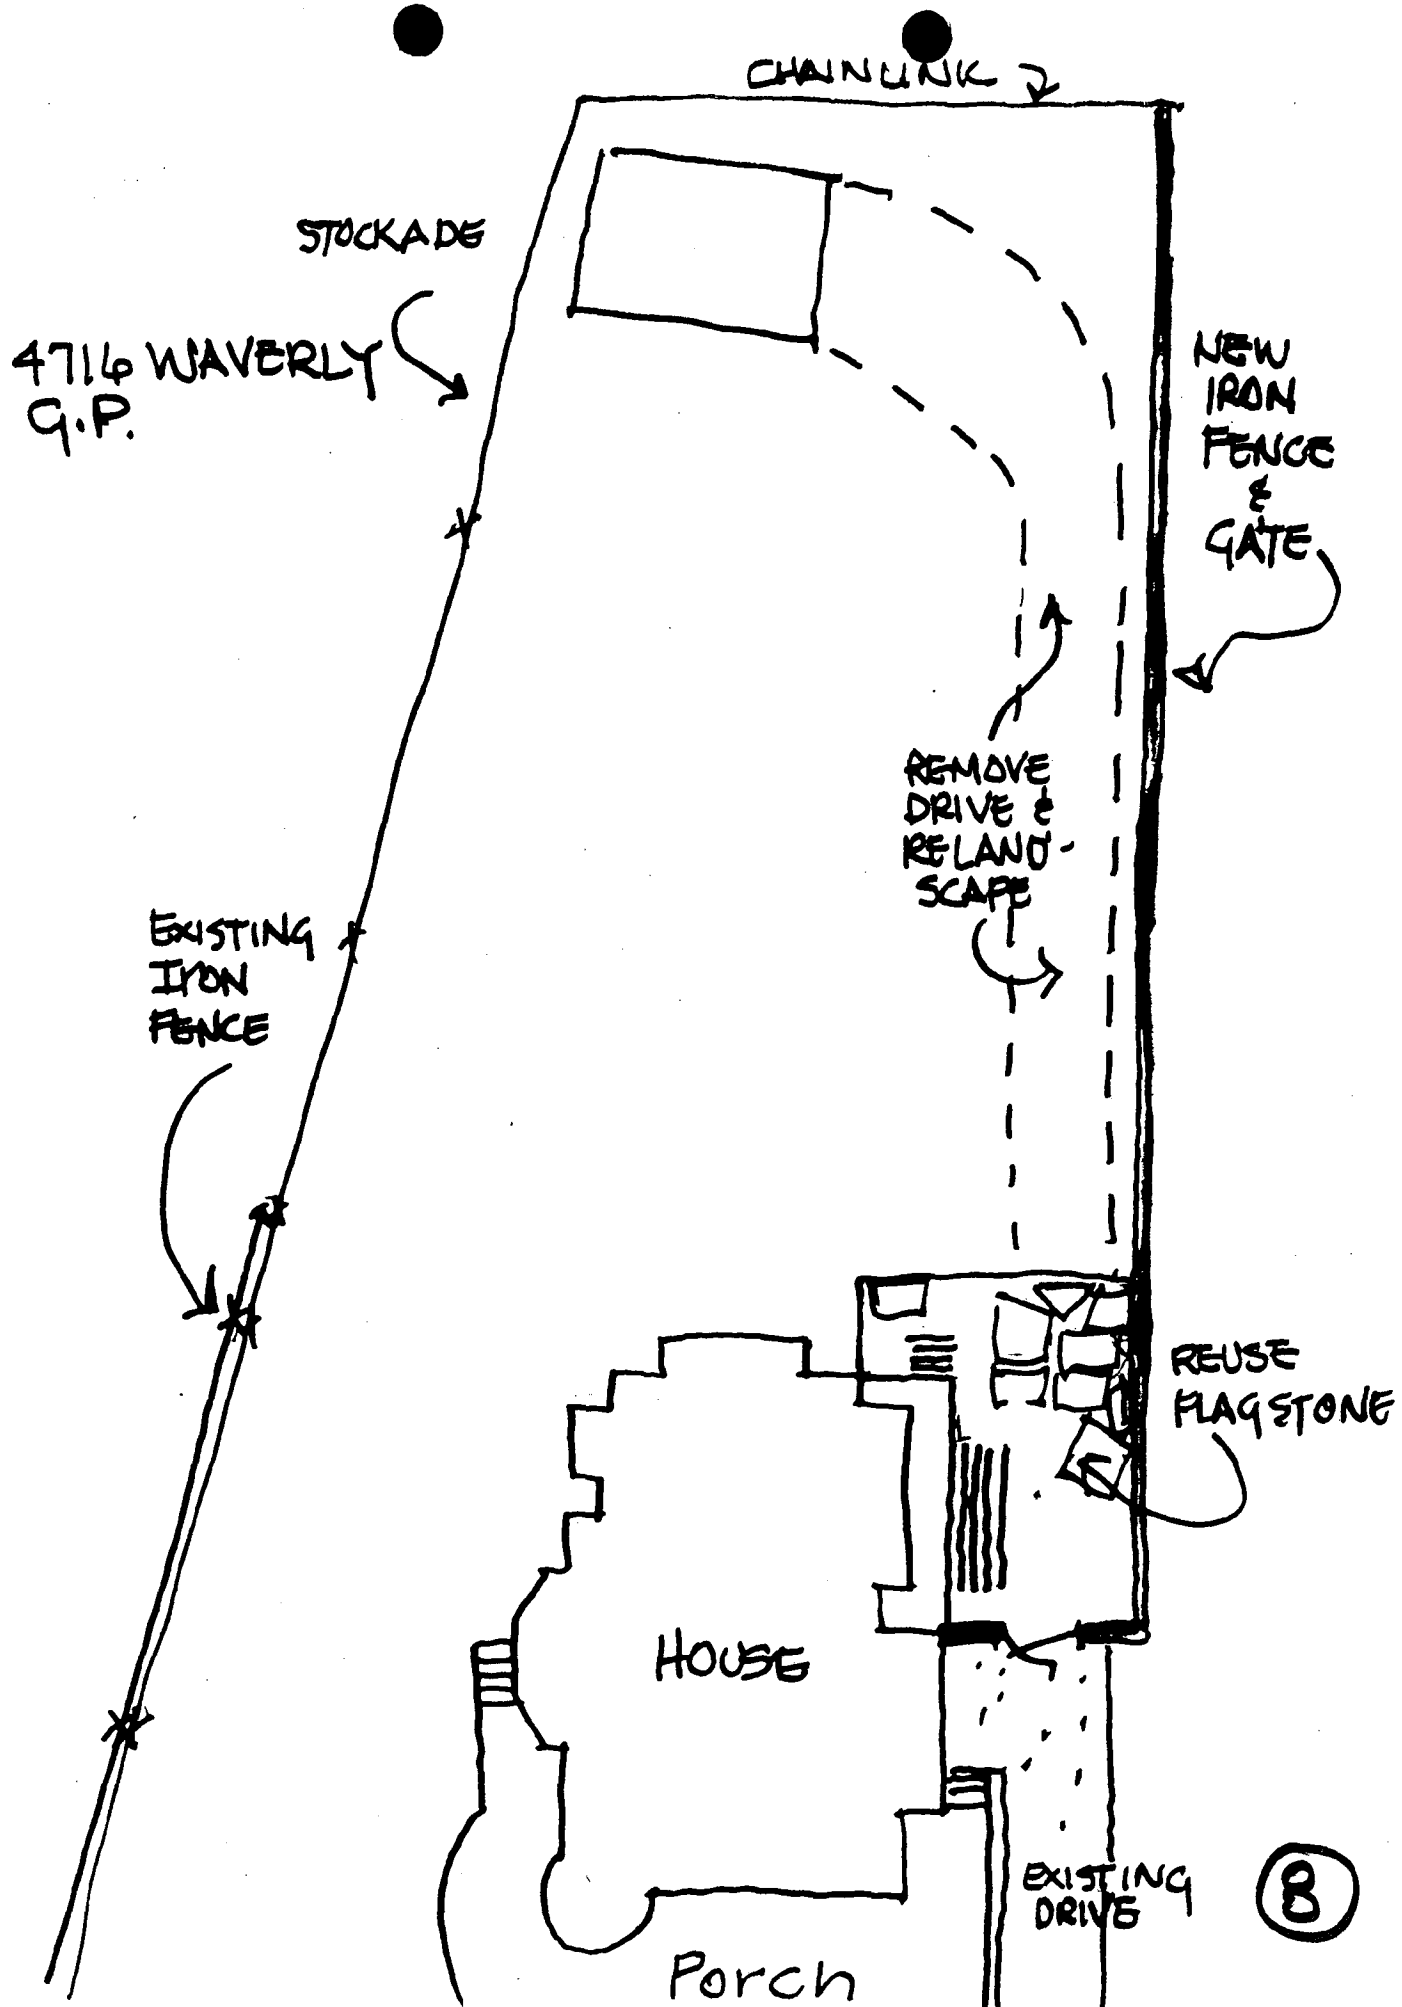 CHAINLINK
STOCKADE
4716 WAVERLY
G.P.
NEW
IRON
FENCE
&
GATE
REMOVE
DRIVE &
RELAND-
SCAPE
EXISTING
IRON
FENCE
REUSE
FLAGSTONE
HOUSE
EXISTING
DRIVE
8
Porch